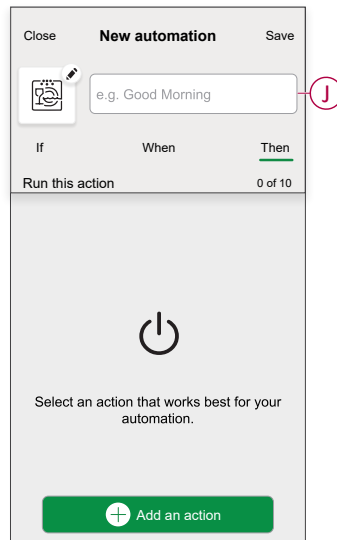 Close New automation Save
e.g. Good Morning
J
If When Then
Run this action 0 of 10
Select an action that works best for your
automation.
Add an action